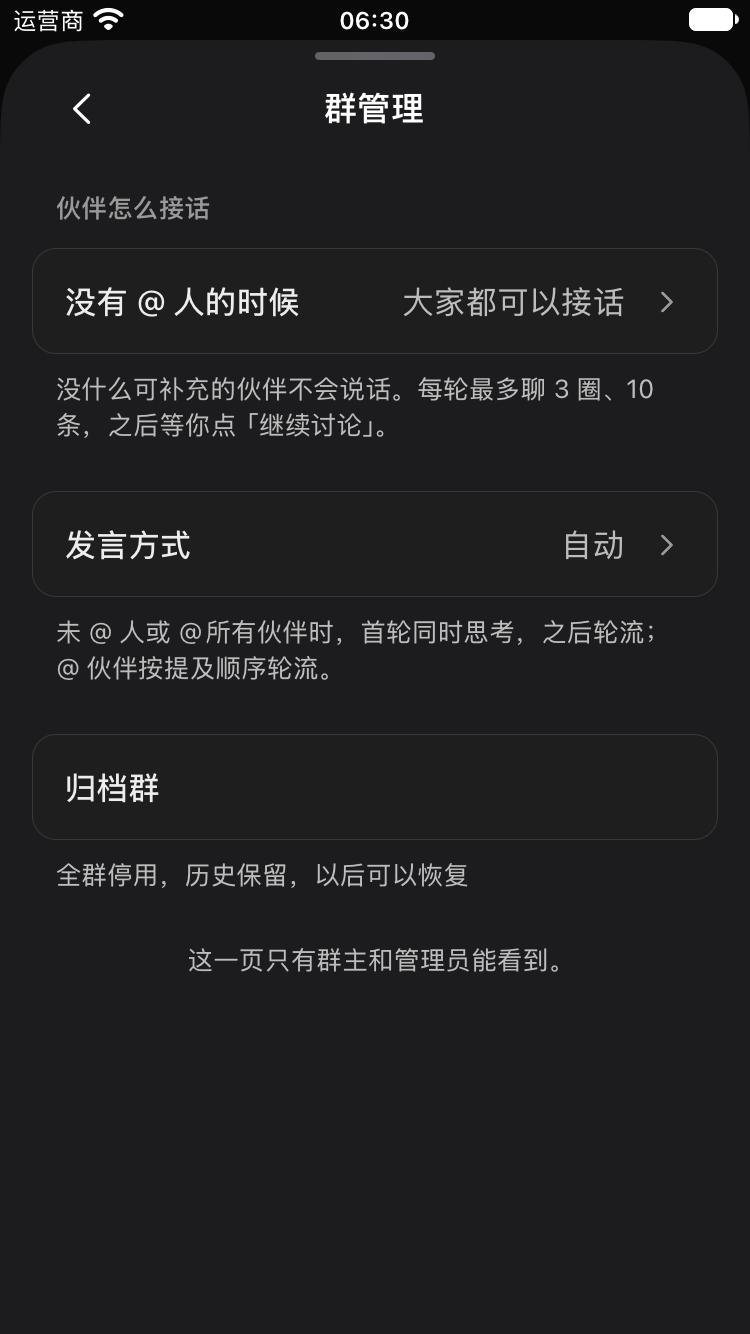 运营商 06:30
群管理
伙伴怎么接话
没有 @ 人的时候 大家都可以接话
没什么可补充的伙伴不会说话。每轮最多聊 3 圈、10
条，之后等你点「继续讨论」。
发言方式 自动
未 @ 人或 @所有伙伴时，首轮同时思考，之后轮流；
@ 伙伴按提及顺序轮流。
归档群
全群停用，历史保留，以后可以恢复
这一页只有群主和管理员能看到。